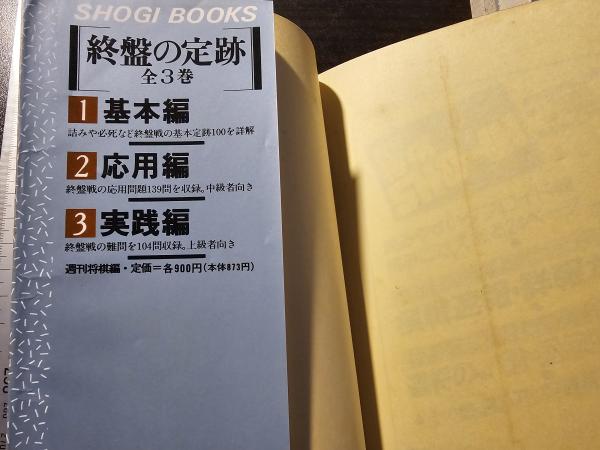 SHOGI BOOKS
終盤の定跡
全3巻
1 基本編
詰みや必死など終盤戦の基本定跡100を詳解
2 応用編
終盤戦の応用問題139問を収録。中級者向き
3 実践編
終盤戦の難問を104問収録。上級者向き
週刊将棋編・定価=各900円(本体873円)